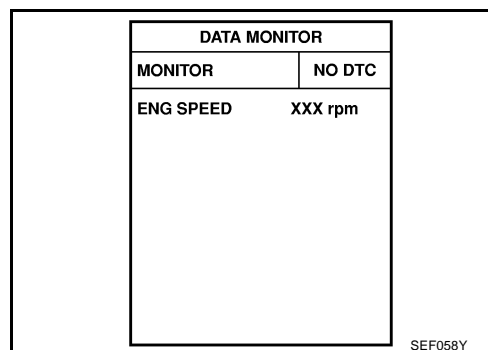 DATA MONITOR
MONITOR NO DTC
ENG SPEED XXX rpm
SEF058Y